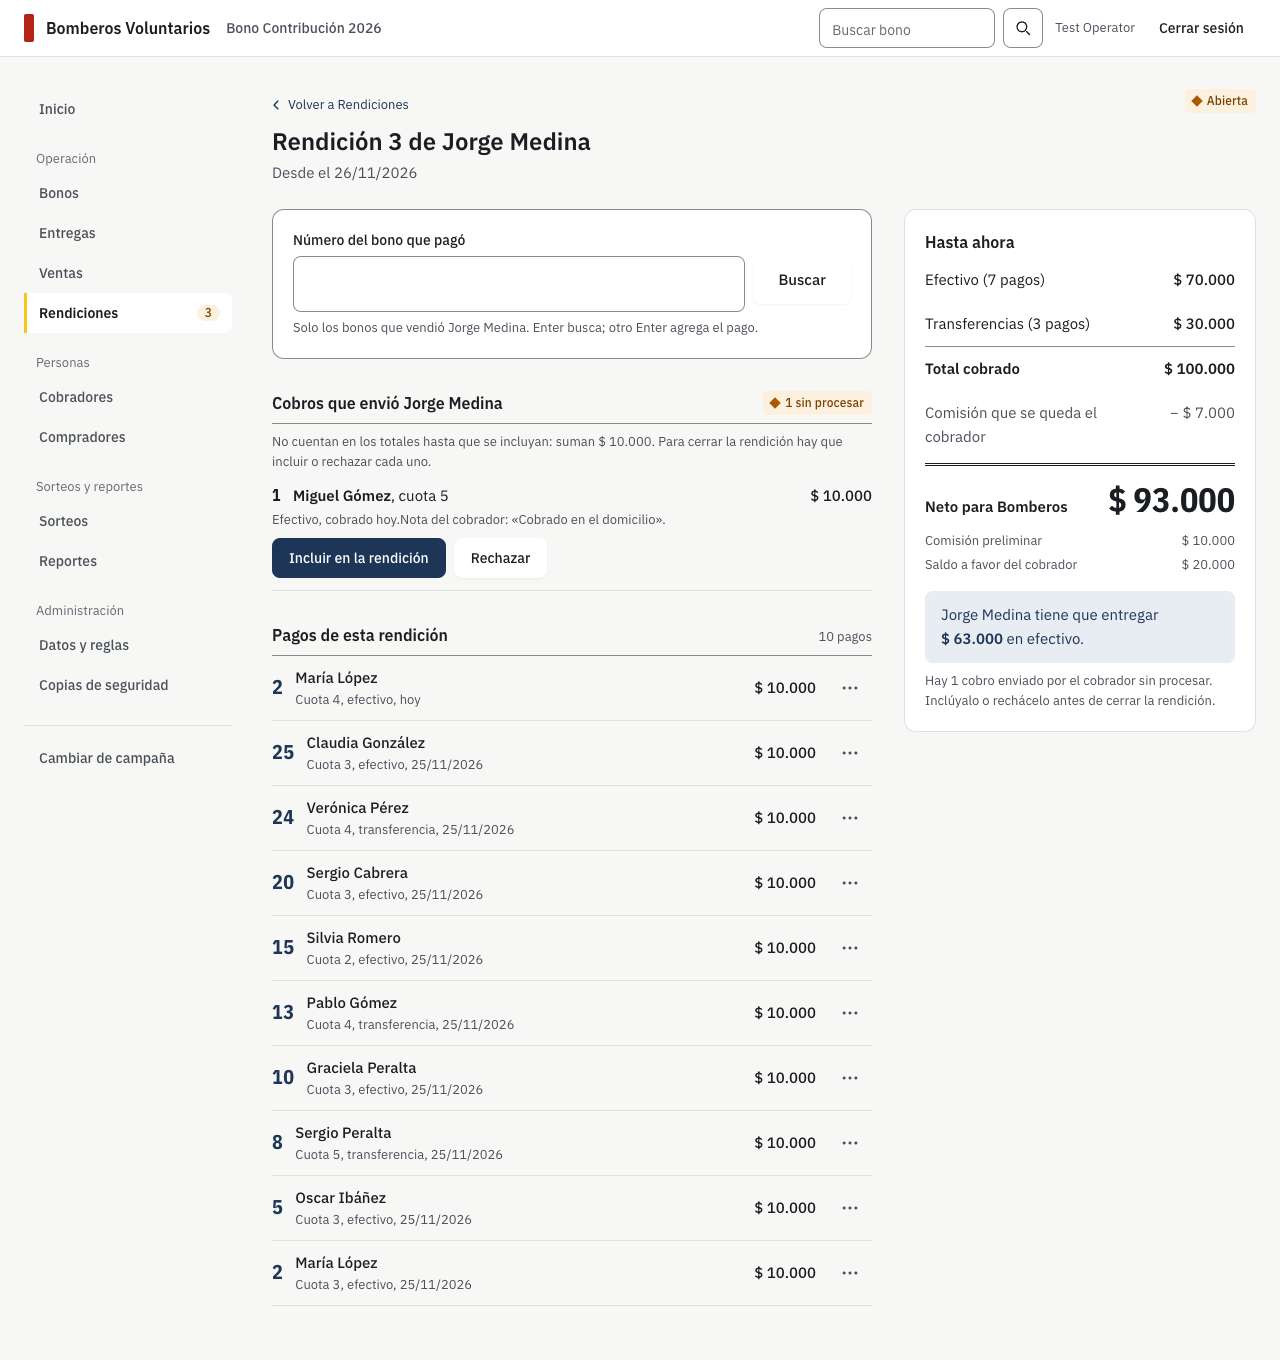 Bomberos Voluntarios Bono Contribución 2026
Buscar bono
Test Operator
Cerrar sesión
Inicio
Operación
Bonos
Entregas
Ventas
Rendiciones 3
Personas
Cobradores
Compradores
Sorteos y reportes
Sorteos
Reportes
Administración
Datos y reglas
Copias de seguridad
Cambiar de campaña
Volver a Rendiciones
Abierta
Rendición 3 de Jorge Medina
Desde el 26/11/2026
Número del bono que pagó
Buscar
Solo los bonos que vendió Jorge Medina. Enter busca; otro Enter agrega el pago.
Cobros que envió Jorge Medina
1 sin procesar
No cuentan en los totales hasta que se incluyan: suman $ 10.000. Para cerrar la rendición hay que
incluir o rechazar cada uno.
1 Miguel Gómez, cuota 5 $ 10.000
Efectivo, cobrado hoy.Nota del cobrador: «Cobrado en el domicilio».
Incluir en la rendición
Rechazar
Pagos de esta rendición 10 pagos
2 María López $ 10.000
Cuota 4, efectivo, hoy
25 Claudia González $ 10.000
Cuota 3, efectivo, 25/11/2026
24 Verónica Pérez $ 10.000
Cuota 4, transferencia, 25/11/2026
20 Sergio Cabrera $ 10.000
Cuota 3, efectivo, 25/11/2026
15 Silvia Romero $ 10.000
Cuota 2, efectivo, 25/11/2026
13 Pablo Gómez $ 10.000
Cuota 4, transferencia, 25/11/2026
10 Graciela Peralta $ 10.000
Cuota 3, efectivo, 25/11/2026
8 Sergio Peralta $ 10.000
Cuota 5, transferencia, 25/11/2026
5 Oscar Ibáñez $ 10.000
Cuota 3, efectivo, 25/11/2026
2 María López $ 10.000
Cuota 3, efectivo, 25/11/2026
Hasta ahora
Efectivo (7 pagos) $ 70.000
Transferencias (3 pagos) $ 30.000
Total cobrado $ 100.000
Comisión que se queda el − $ 7.000
cobrador
Neto para Bomberos $ 93.000
Comisión preliminar $ 10.000
Saldo a favor del cobrador $ 20.000
Jorge Medina tiene que entregar
$ 63.000 en efectivo.
Hay 1 cobro enviado por el cobrador sin procesar.
Inclúyalo o rechácelo antes de cerrar la rendición.